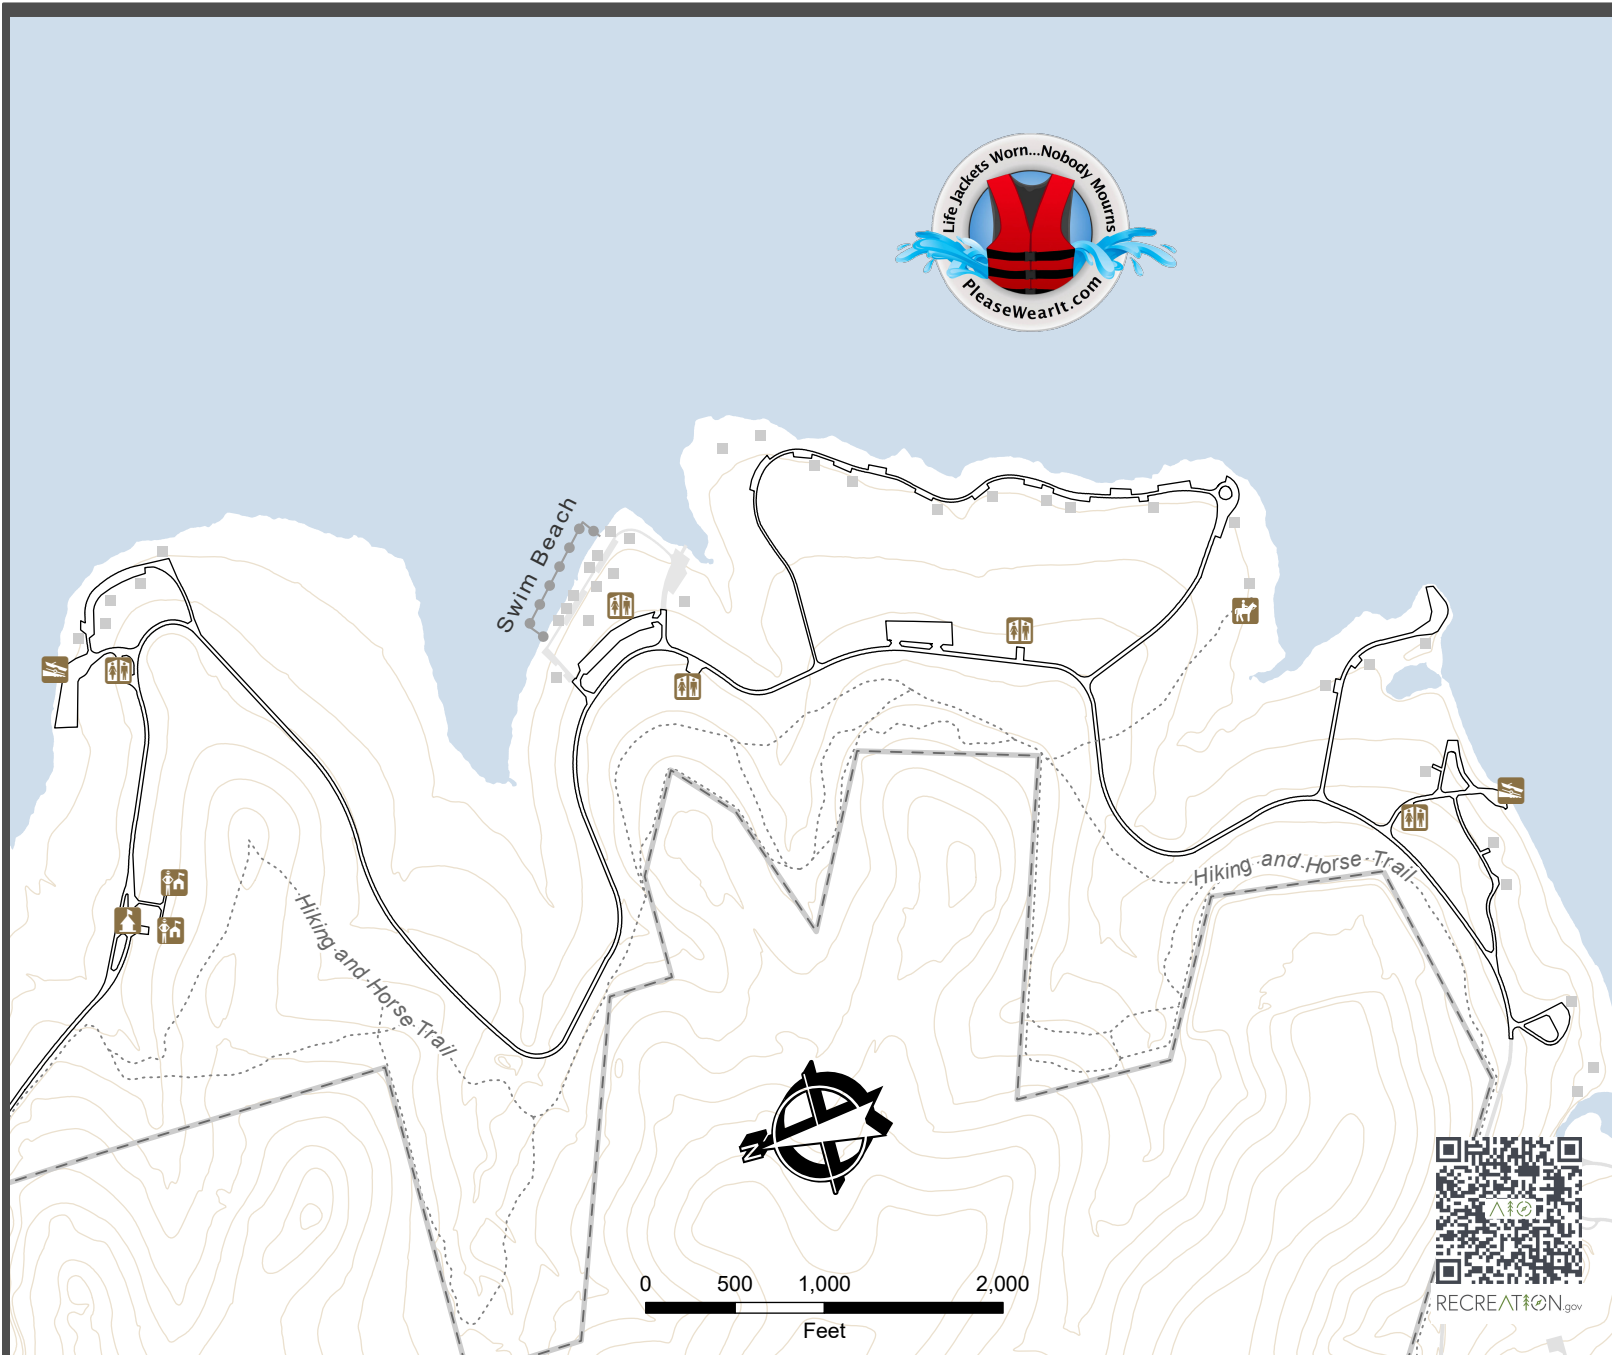 Life Jackets Worn...Nobody Mourns
PleaseWearIt.com
Swim Beach
Hiking and Horse Trail
Hiking and Horse Trail
N
0 500 1,000 2,000
Feet
RECREATION.gov